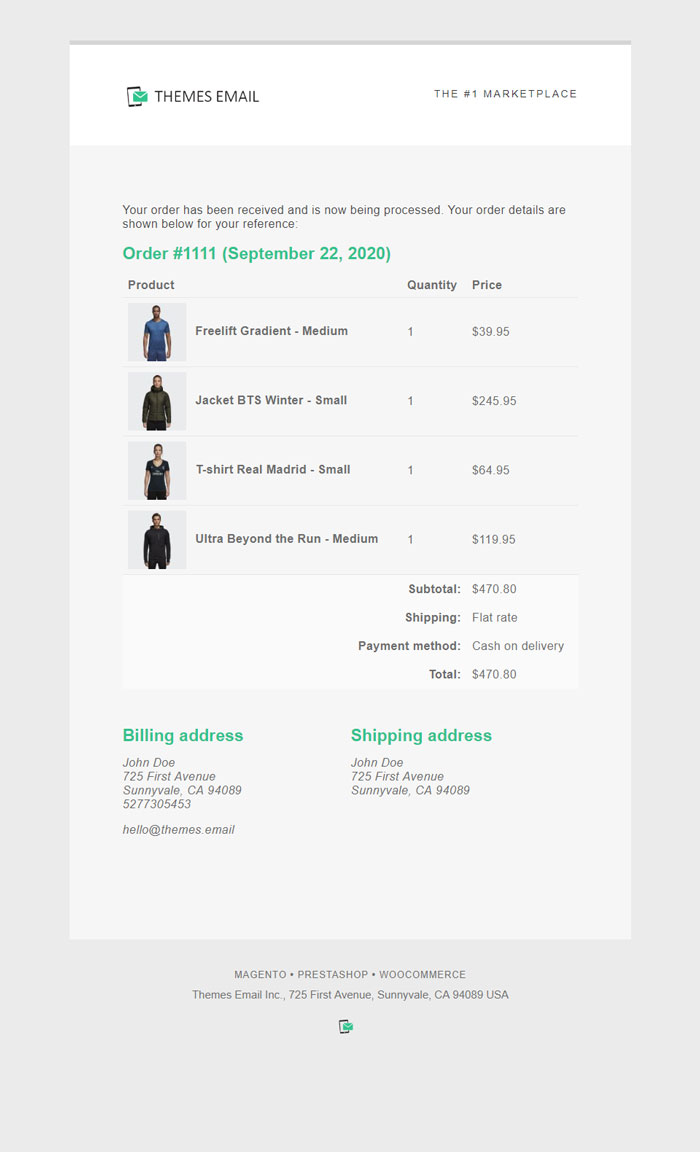 THEMES EMAIL
THE #1 MARKETPLACE
Your order has been received and is now being processed. Your order details are
shown below for your reference:
Order #1111 (September 22, 2020)
Product Quantity Price
Freelift Gradient - Medium 1 $39.95
Jacket BTS Winter - Small 1 $245.95
T-shirt Real Madrid - Small 1 $64.95
Ultra Beyond the Run - Medium 1 $119.95
Subtotal: $470.80
Shipping: Flat rate
Payment method: Cash on delivery
Total: $470.80
Billing address
John Doe
725 First Avenue
Sunnyvale, CA 94089
5277305453
hello@themes.email
Shipping address
John Doe
725 First Avenue
Sunnyvale, CA 94089
MAGENTO • PRESTASHOP • WOOCOMMERCE
Themes Email Inc., 725 First Avenue, Sunnyvale, CA 94089 USA